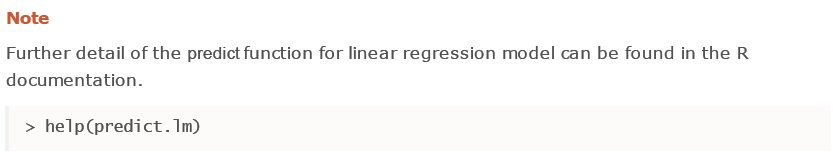 Note
Further detail of the predict function for linear regression model can be found in the R
documentation.
> help(predict.lm)